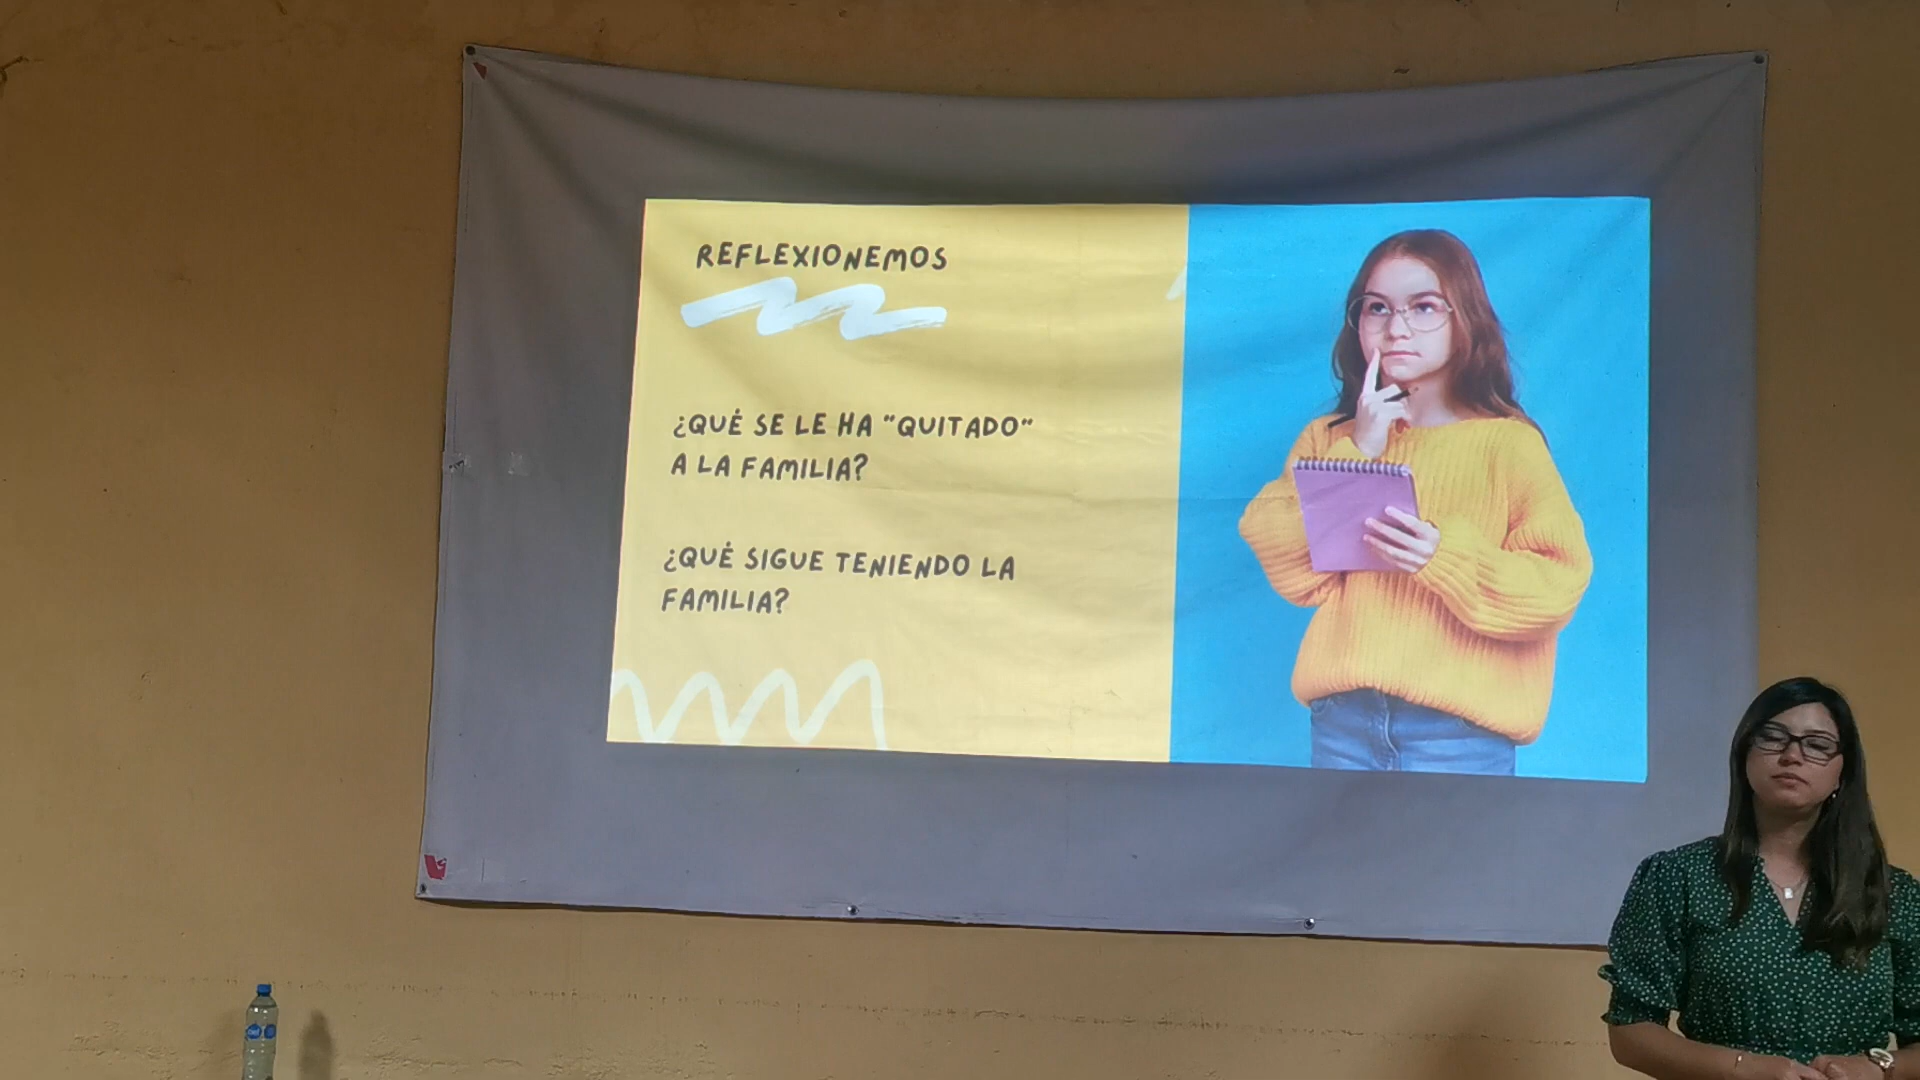 REFLEXIONEMOS
¿QUÉ SE LE HA "QUITADO"
A LA FAMILIA?
¿QUÉ SIGUE TENIENDO LA
FAMILIA?